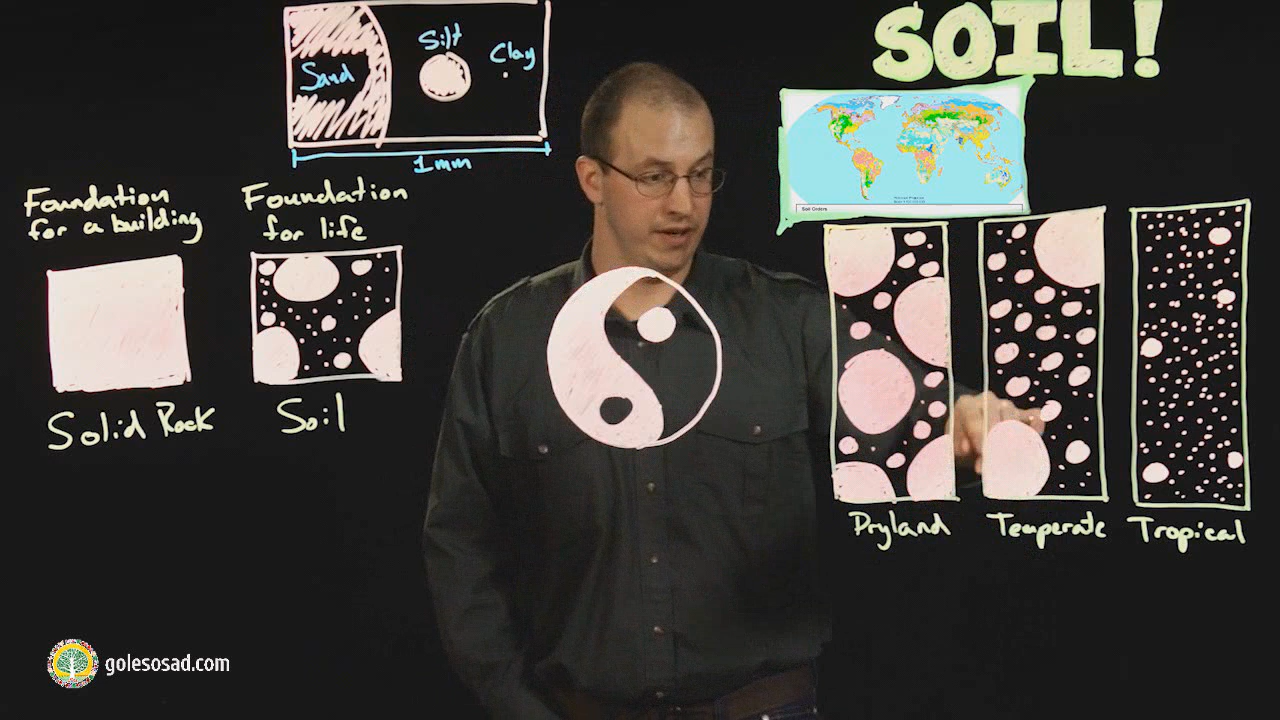 SOIL!
Sand
Silt
Clay
1mm
Foundation
for a building
Foundation
for life
Solid Rock
Soil
Soil Orders
Dryland
Temperate
Tropical
golesosad.com